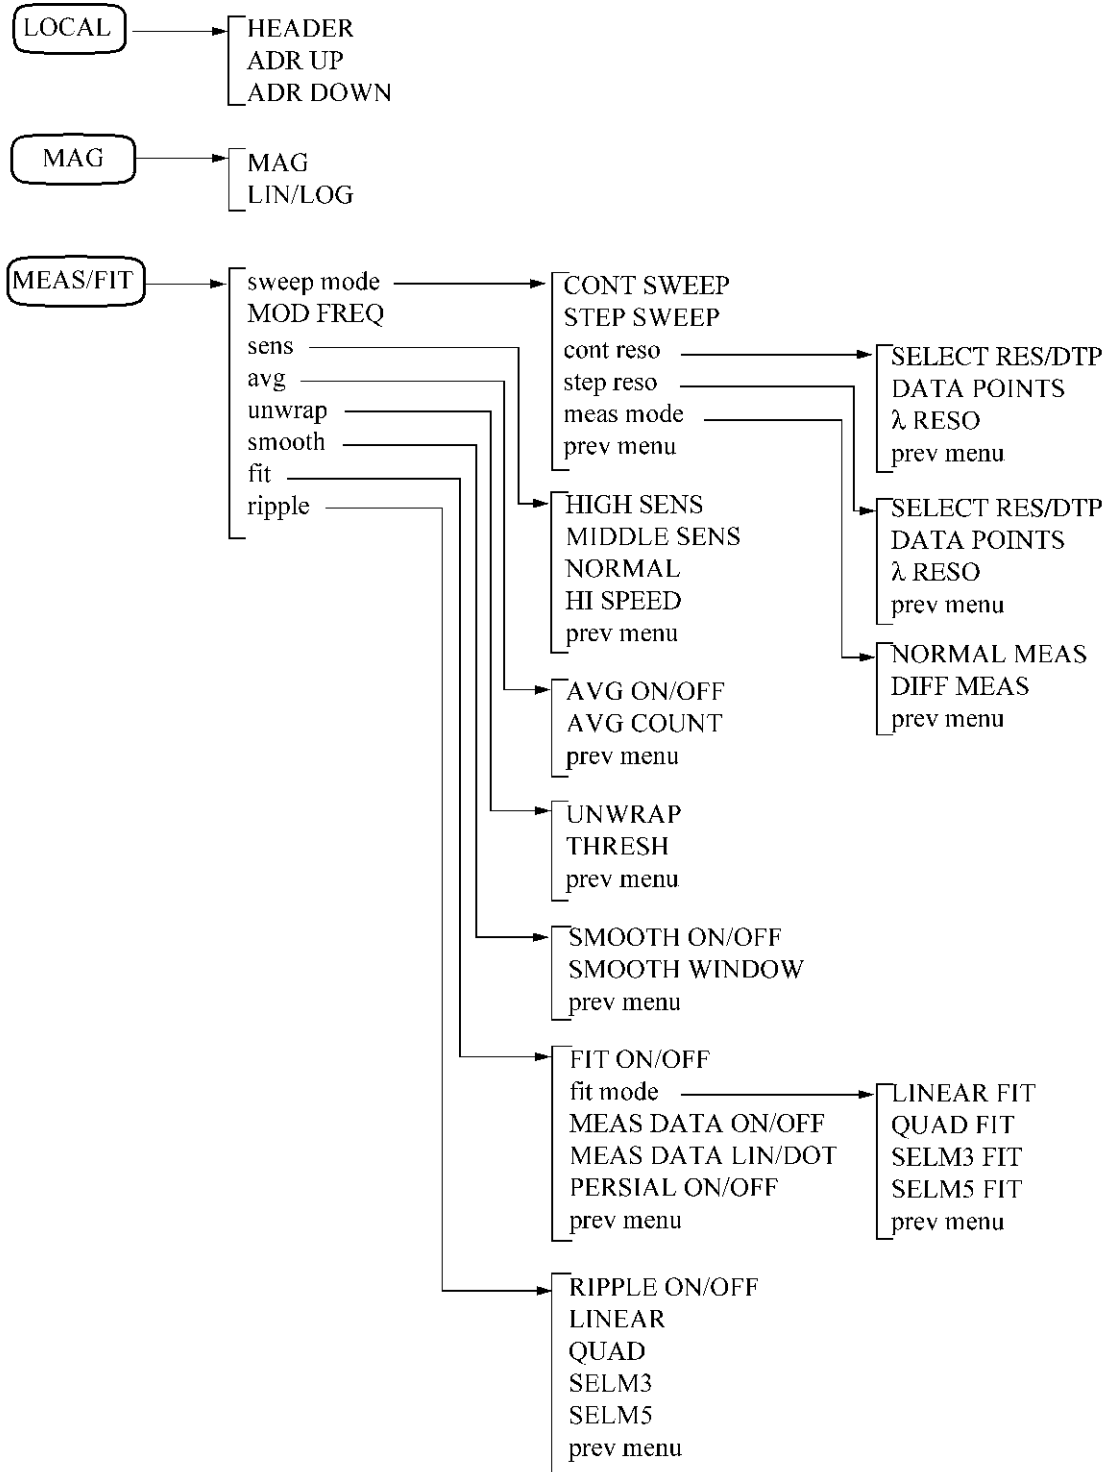 LOCAL
HEADER
ADR UP
ADR DOWN
MAG
MAG
LIN/LOG
MEAS/FIT
sweep mode
MOD FREQ
sens
avg
unwrap
smooth
fit
ripple
CONT SWEEP
STEP SWEEP
cont reso
step reso
meas mode
prev menu
SELECT RES/DTP
DATA POINTS
λ RESO
prev menu
SELECT RES/DTP
DATA POINTS
λ RESO
prev menu
NORMAL MEAS
DIFF MEAS
prev menu
HIGH SENS
MIDDLE SENS
NORMAL
HI SPEED
prev menu
AVG ON/OFF
AVG COUNT
prev menu
UNWRAP
THRESH
prev menu
SMOOTH ON/OFF
SMOOTH WINDOW
prev menu
FIT ON/OFF
fit mode
MEAS DATA ON/OFF
MEAS DATA LIN/DOT
PERSIAL ON/OFF
prev menu
LINEAR FIT
QUAD FIT
SELM3 FIT
SELM5 FIT
prev menu
RIPPLE ON/OFF
LINEAR
QUAD
SELM3
SELM5
prev menu